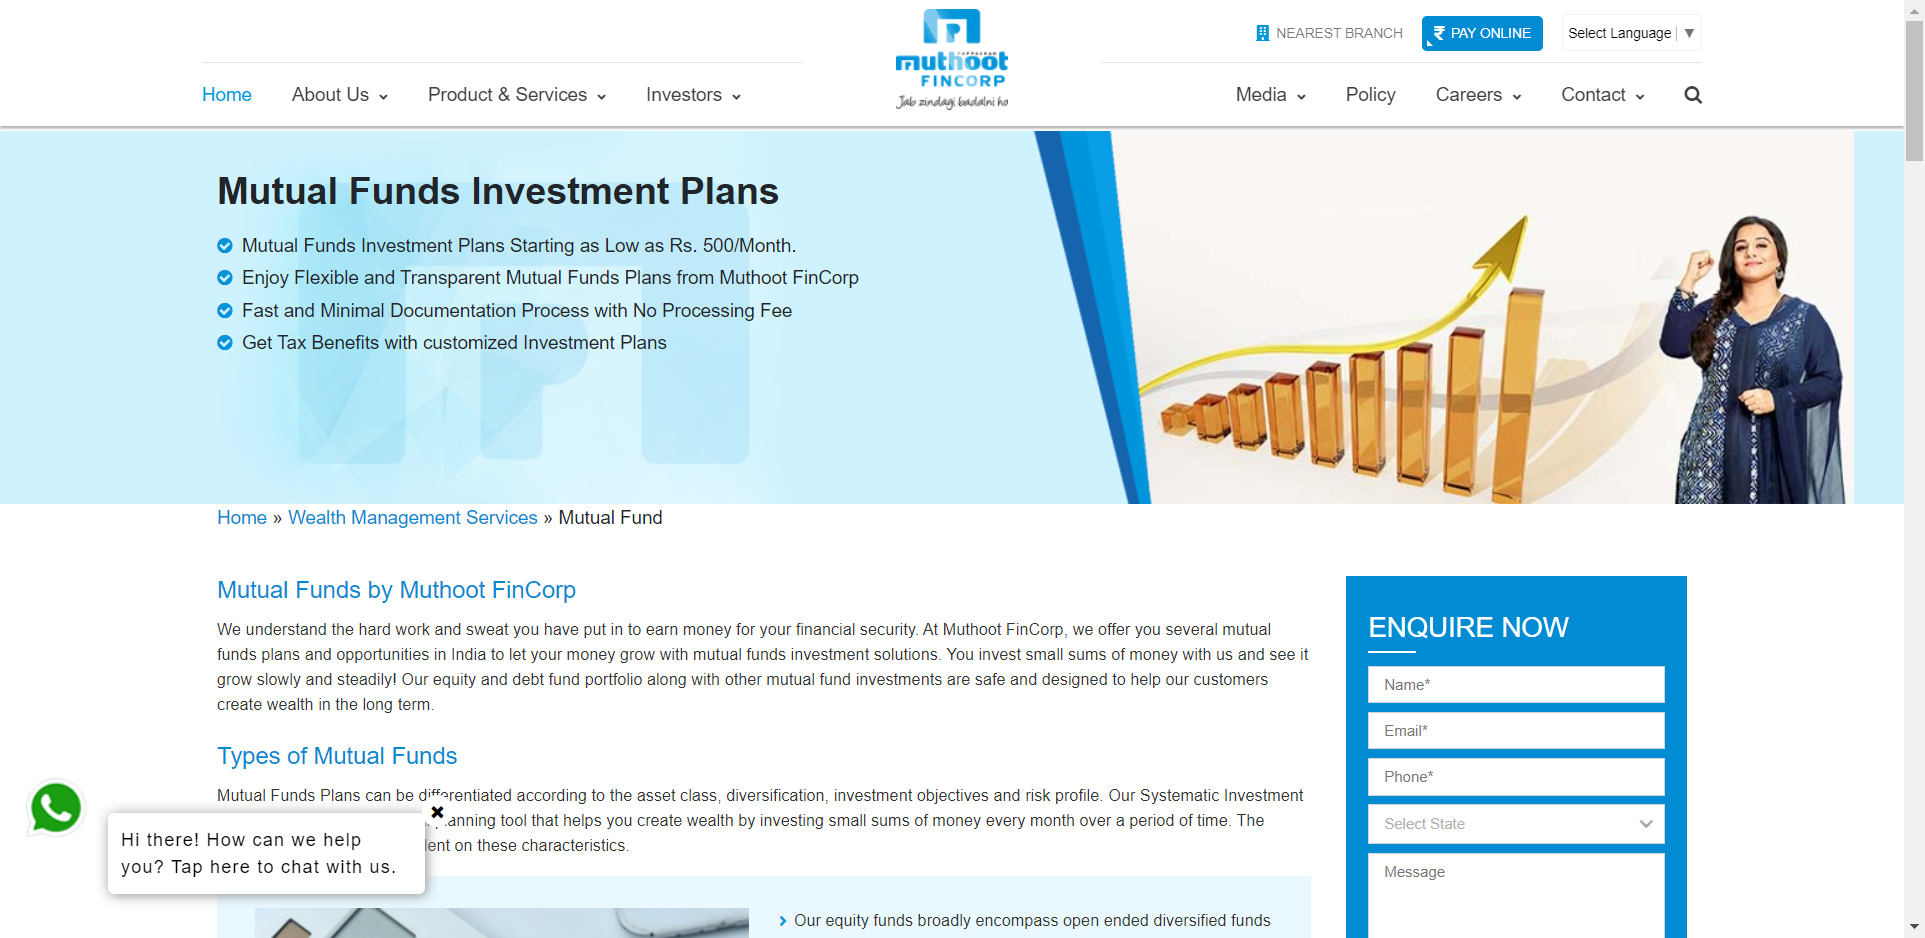 NEAREST BRANCH
PAY ONLINE
Select Language
muthoot
FINCORP
Jab zindagi badalni ho
Home
About Us
Product & Services
Investors
Media
Policy
Careers
Contact
Mutual Funds Investment Plans
Mutual Funds Investment Plans Starting as Low as Rs. 500/Month.
Enjoy Flexible and Transparent Mutual Funds Plans from Muthoot FinCorp
Fast and Minimal Documentation Process with No Processing Fee
Get Tax Benefits with customized Investment Plans
Home » Wealth Management Services » Mutual Fund
Mutual Funds by Muthoot FinCorp
We understand the hard work and sweat you have put in to earn money for your financial security. At Muthoot FinCorp, we offer you several mutual
funds plans and opportunities in India to let your money grow with mutual funds investment solutions. You invest small sums of money with us and see it
grow slowly and steadily! Our equity and debt fund portfolio along with other mutual fund investments are safe and designed to help our customers
create wealth in the long term.
Types of Mutual Funds
Mutual Funds Plans can be differentiated according to the asset class, diversification, investment objectives and risk profile. Our Systematic Investment
tool that helps you create wealth by investing small sums of money every month over a period of time. The
on these characteristics.
Our equity funds broadly encompass open ended diversified funds
Hi there! How can we help
you? Tap here to chat with us.
ENQUIRE NOW
Name*
Email*
Phone*
Select State
Message